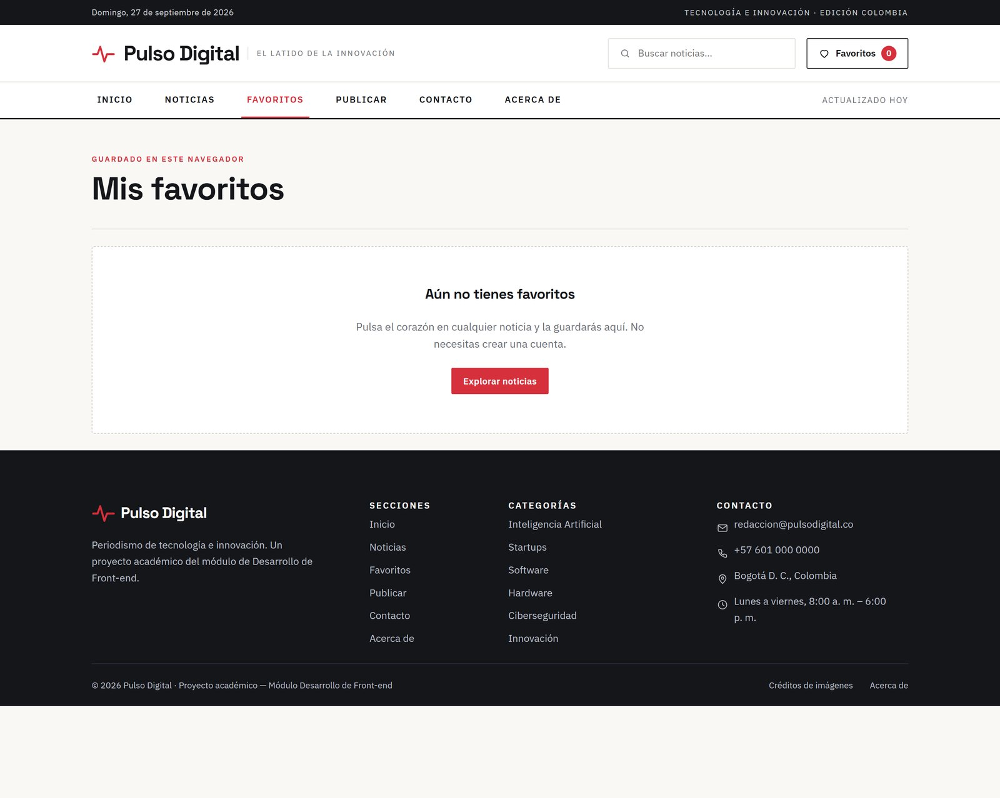 Domingo, 27 de septiembre de 2026
TECNOLOGÍA E INNOVACIÓN · EDICIÓN COLOMBIA
Pulso Digital
EL LATIDO DE LA INNOVACIÓN
Buscar noticias...
Favoritos 0
INICIO
NOTICIAS
FAVORITOS
PUBLICAR
CONTACTO
ACERCA DE
ACTUALIZADO HOY
GUARDADO EN ESTE NAVEGADOR
Mis favoritos
Aún no tienes favoritos
Pulsa el corazón en cualquier noticia y la guardarás aquí. No
necesitas crear una cuenta.
Explorar noticias
Pulso Digital
Periodismo de tecnología e innovación. Un
proyecto académico del módulo de Desarrollo de
Front-end.
SECCIONES
Inicio
Noticias
Favoritos
Publicar
Contacto
Acerca de
CATEGORÍAS
Inteligencia Artificial
Startups
Software
Hardware
Ciberseguridad
Innovación
CONTACTO
redaccion@pulsodigital.co
+57 601 000 0000
Bogotá D. C., Colombia
Lunes a viernes, 8:00 a. m. – 6:00
p. m.
© 2026 Pulso Digital · Proyecto académico — Módulo Desarrollo de Front-end
Créditos de imágenes
Acerca de